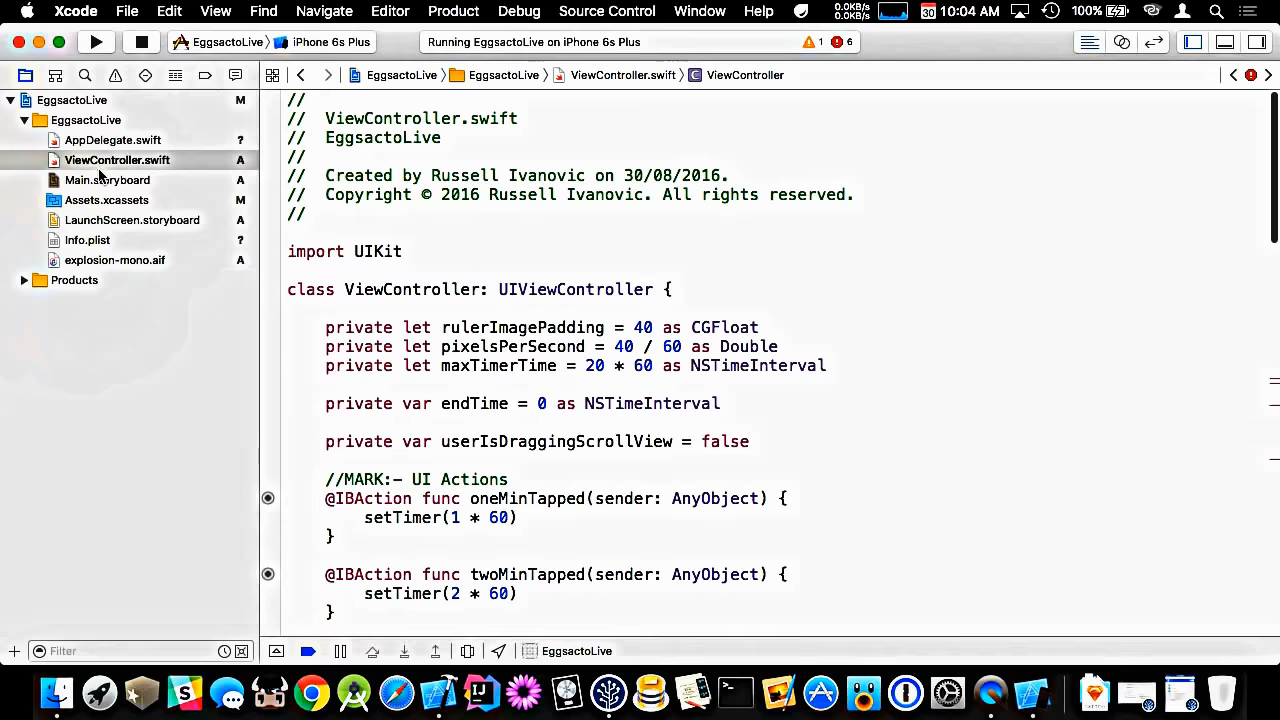 Xcode File Edit View Find Navigate Editor Product Debug Source Control Window Help 0.0KB/s 0.0KB/s 30 10:04 AM 100%
EggsactoLive iPhone 6s Plus Running EggsactoLive on iPhone 6s Plus 1 6
EggsactoLive EggsactoLive ViewController.swift ViewController
EggsactoLive M
EggsactoLive
AppDelegate.swift ?
ViewController.swift A
Main.storyboard A
Assets.xcassets M
LaunchScreen.storyboard A
Info.plist ?
explosion-mono.aif A
Products
//
// ViewController.swift
// EggsactoLive
//
// Created by Russell Ivanovic on 30/08/2016.
// Copyright © 2016 Russell Ivanovic. All rights reserved.
//
import UIKit
class ViewController: UIViewController {
private let rulerImagePadding = 40 as CGFloat
private let pixelsPerSecond = 40 / 60 as Double
private let maxTimerTime = 20 * 60 as NSTimeInterval
private var endTime = 0 as NSTimeInterval
private var userIsDraggingScrollView = false
//MARK:- UI Actions
@IBAction func oneMinTapped(sender: AnyObject) {
setTimer(1 * 60)
}
@IBAction func twoMinTapped(sender: AnyObject) {
setTimer(2 * 60)
}
Filter
EggsactoLive